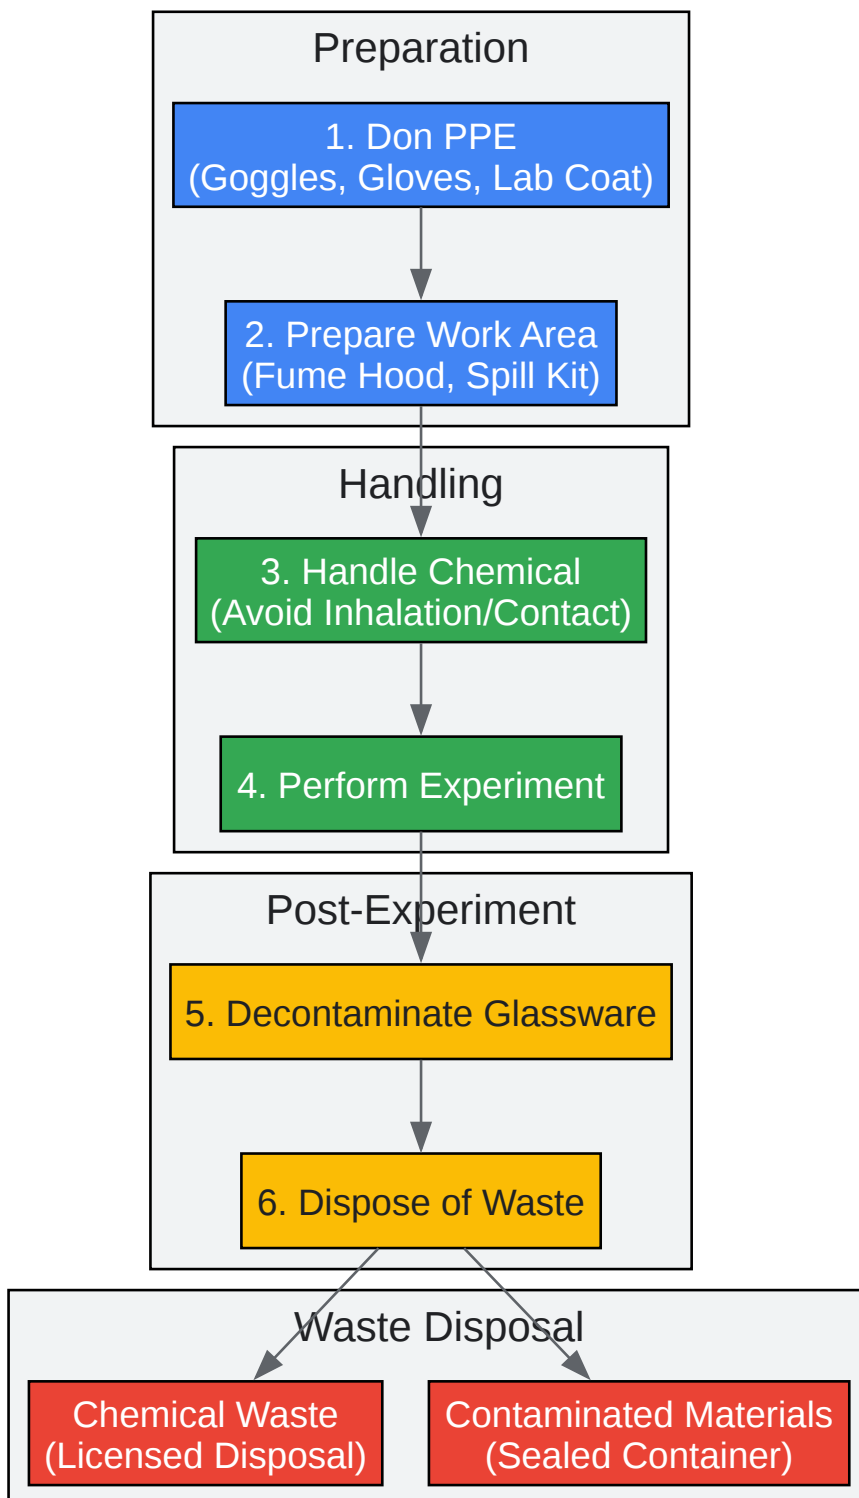 Preparation
1. Don PPE
(Goggles, Gloves, Lab Coat)
2. Prepare Work Area
(Fume Hood, Spill Kit)
Handling
3. Handle Chemical
(Avoid Inhalation/Contact)
4. Perform Experiment
Post-Experiment
5. Decontaminate Glassware
6. Dispose of Waste
Waste Disposal
Chemical Waste
(Licensed Disposal)
Contaminated Materials
(Sealed Container)